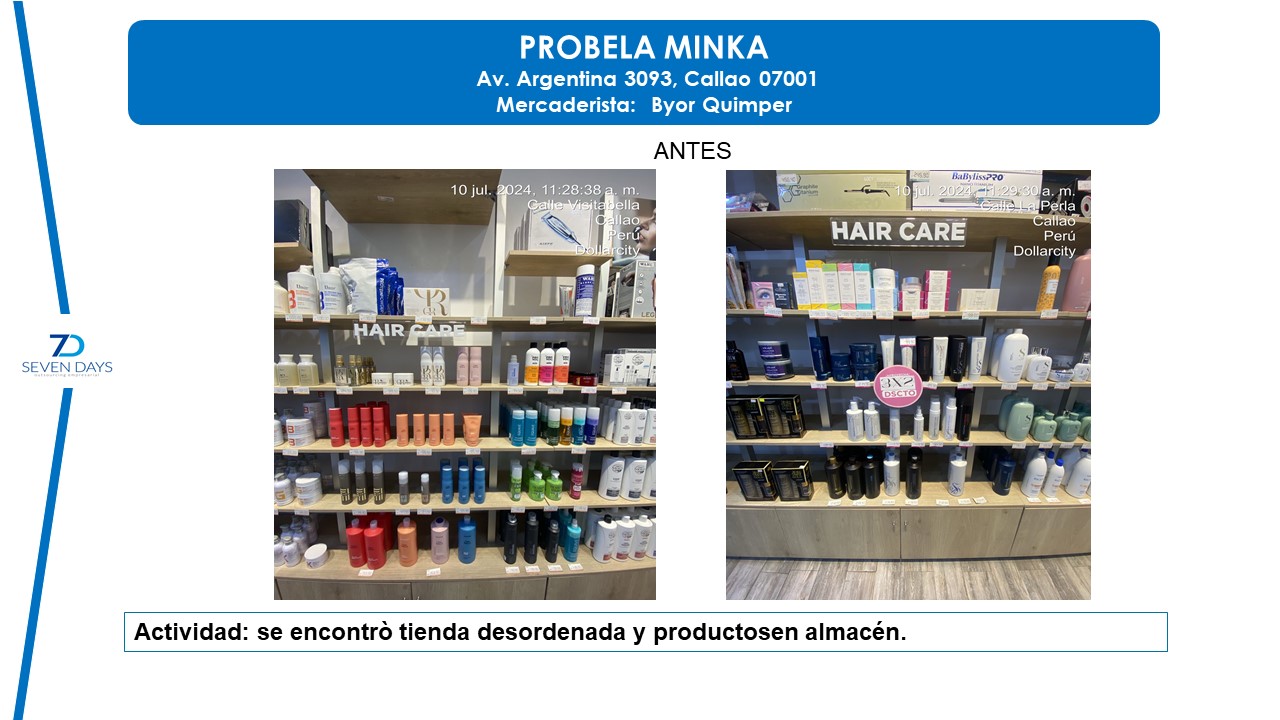 PROBELA MINKA
Av. Argentina 3093, Callao 07001
Mercaderista: Byor Quimper
ANTES
10 jul. 2024, 11:28:38 a. m.
Calle Visitabella
Callao
Perú
Dollarcity
HAIR CARE
BaBylissPRO
10 jul. 2024, 11:29:30 a. m.
Calle La Perla
Callao
Perú
Dollarcity
HAIR CARE
3X2
DSCTO
7D
SEVEN DAYS
Actividad: se encontrò tienda desordenada y productosen almacén.